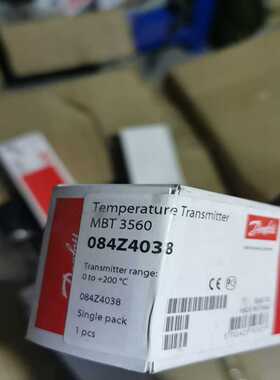 Temperature Transmitter
MBT 3560
084Z4038
Transmitter range:
0 to +200 °C
084Z4038
Single pack
1 pcs
Danfoss